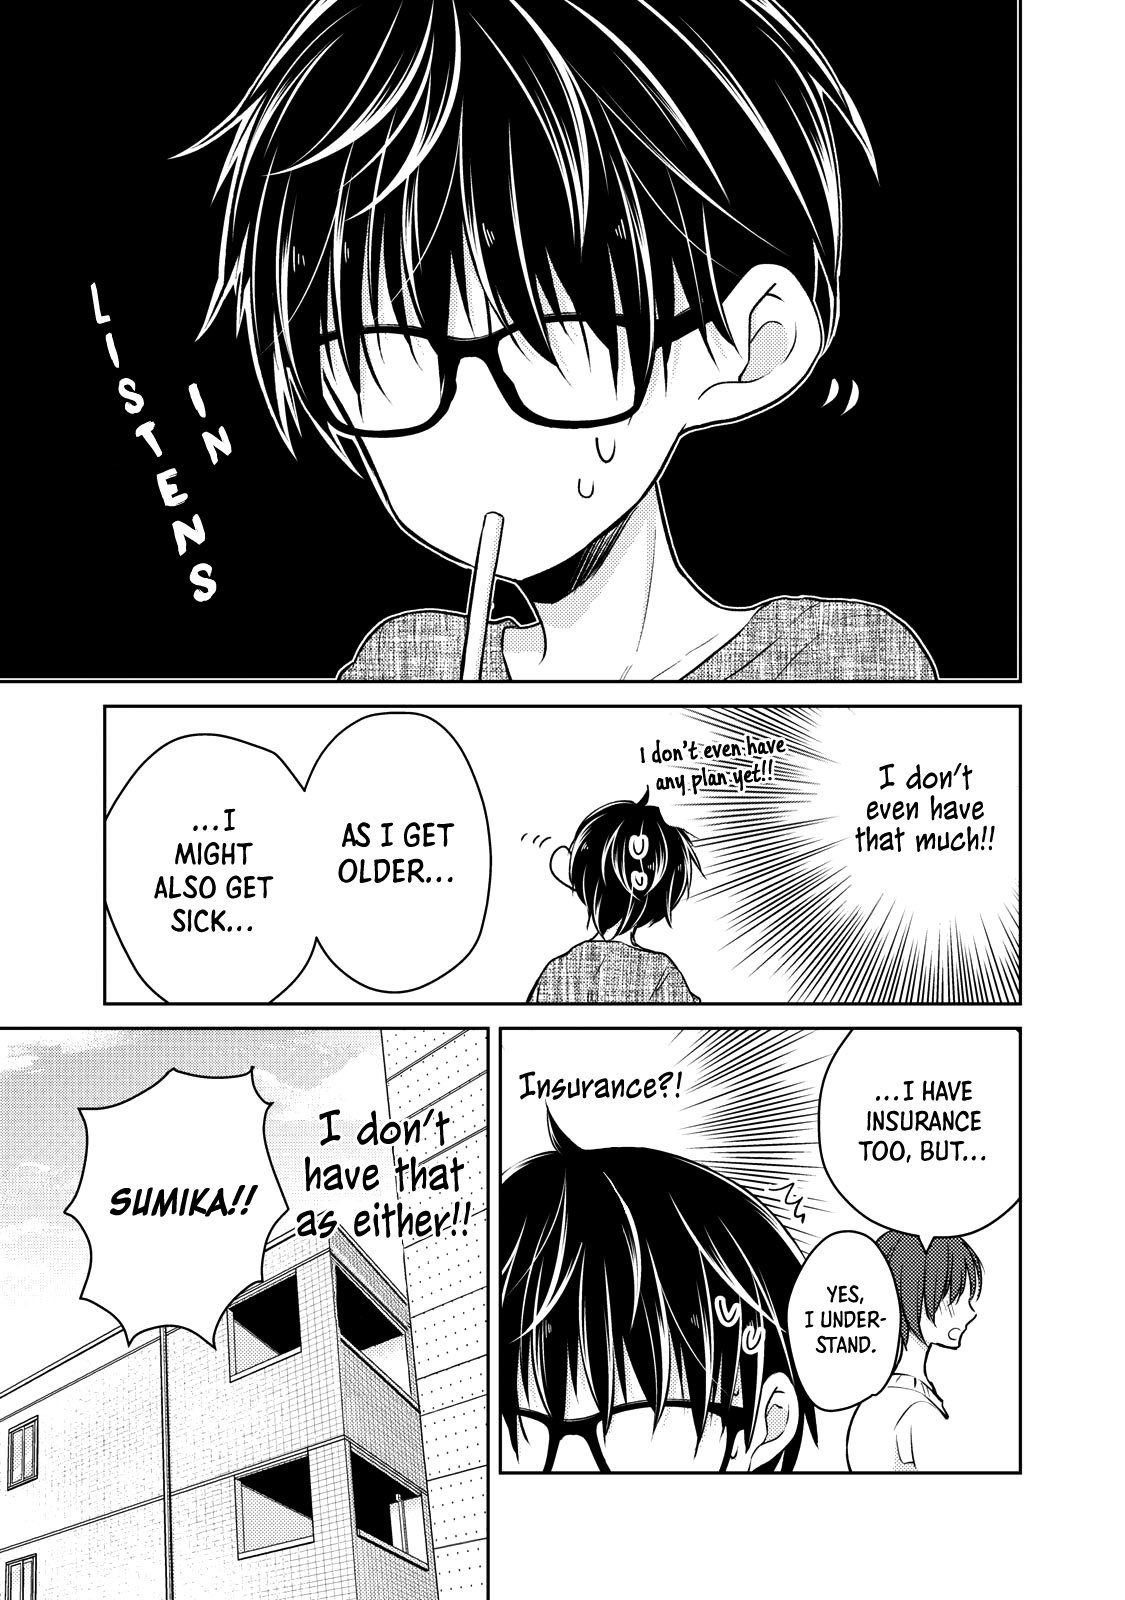 LISTENS
IN
I don't
even have
that much!!
I don't even have
any plan yet!!
AS I GET
OLDER...
...I
MIGHT
ALSO GET
SICK...
...I HAVE
INSURANCE
TOO, BUT...
Insurance?!
YES,
I UNDER-
STAND.
I don't
have that
as either!!
SUMIKA!!